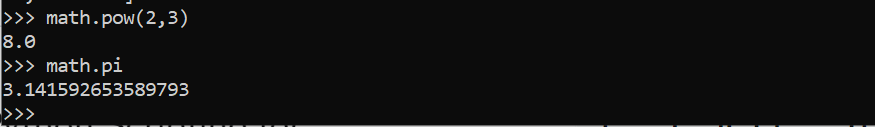 >>> math.pow(2,3)
8.0
>>> math.pi
3.141592653589793
>>>